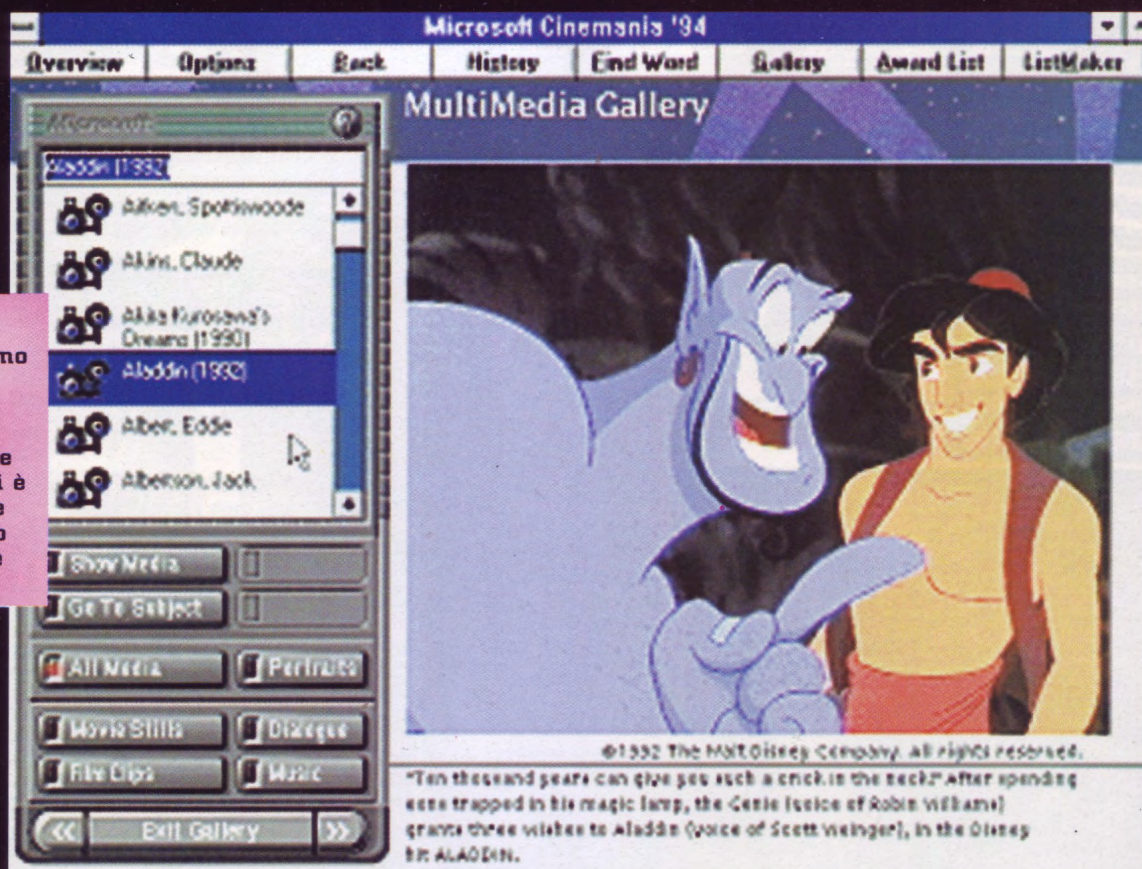 Microsoft Cinemania '94
Overview Options Back History Find Word Gallery Award List ListMaker
MultiMedia Gallery
Microsoft
Aladdin (1992)
Aitken, Spottiswoode
Akins, Claude
Akira Kurosawa's
Dreams (1990)
Aladdin (1992)
Albert, Eddie
Albertson, Jack
mo
e
i è
e
o
e
Show Media
Go To Subject
All Media Portraits
Movie Stills Dialogue
Film Clips Music
<< Exit Gallery >>
©1992 The Walt Disney Company. All rights reserved.
"Ten thousand years can give you such a crick in the neck!" After spending
eons trapped in his magic lamp, the Genie (voice of Robin Williams)
grants three wishes to Aladdin (voice of Scott Weinger), in the Disney
hit ALADDIN.